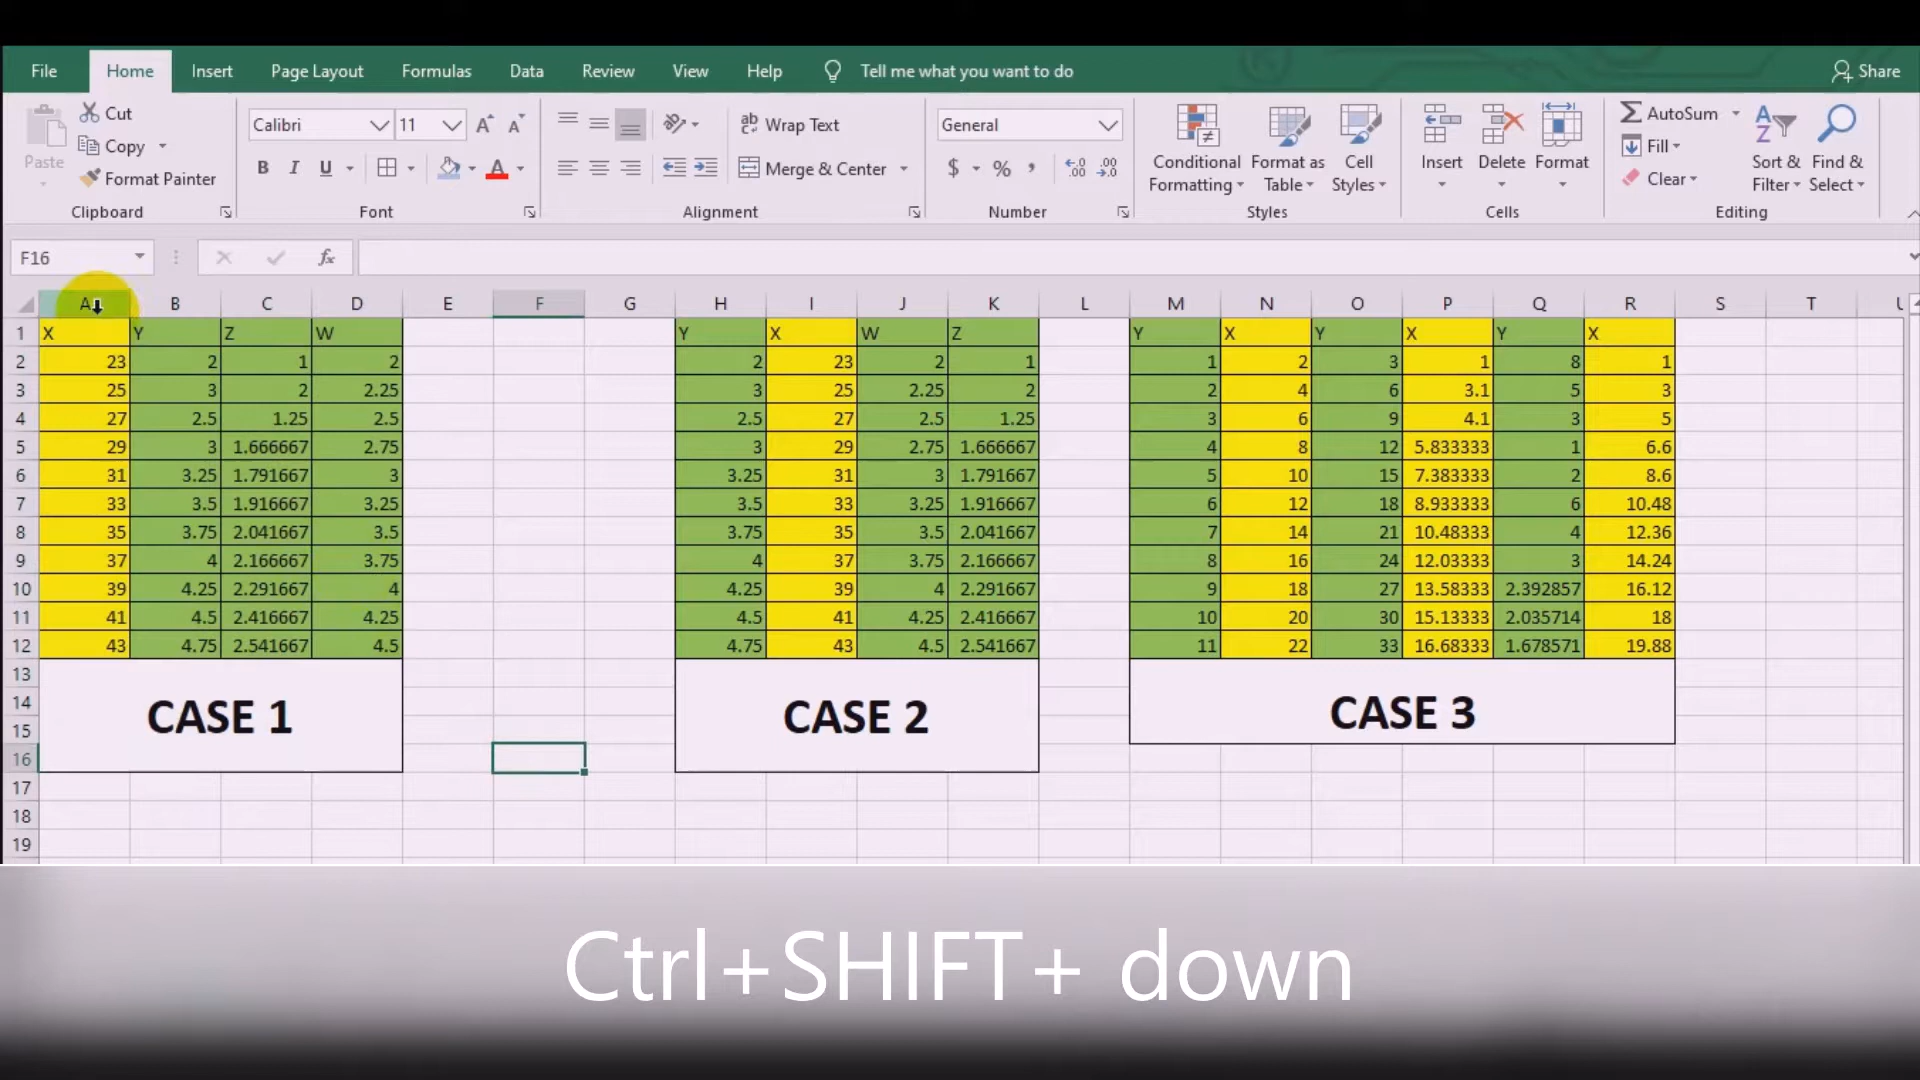 File Home Insert Page Layout Formulas Data Review View Help Tell me what you want to do Share
Cut
Copy
Format Painter
Paste
Clipboard
Calibri 11
B I U A
Font
Wrap Text
Merge & Center
Alignment
General
$ % ,
Number
Conditional Formatting
Format as Table
Cell Styles
Styles
Insert Delete Format
Cells
AutoSum
Fill
Clear
Sort & Filter
Find & Select
Editing
F16 fx
A B C D E F G H I J K L M N O P Q R S T U
1 X Y Z W Y X W Z Y X Y X Y X
2 23 2 1 2 2 23 2 1 1 2 3 1 8 1
3 25 3 2 2.25 3 25 2.25 2 2 4 6 3.1 5 3
4 27 2.5 1.25 2.5 2.5 27 2.5 1.25 3 6 9 4.1 3 5
5 29 3 1.666667 2.75 3 29 2.75 1.666667 4 8 12 5.833333 1 6.6
6 31 3.25 1.791667 3 3.25 31 3 1.791667 5 10 15 7.383333 2 8.6
7 33 3.5 1.916667 3.25 3.5 33 3.25 1.916667 6 12 18 8.933333 6 10.48
8 35 3.75 2.041667 3.5 3.75 35 3.5 2.041667 7 14 21 10.48333 4 12.36
9 37 4 2.166667 3.75 4 37 3.75 2.166667 8 16 24 12.03333 3 14.24
10 39 4.25 2.291667 4 4.25 39 4 2.291667 9 18 27 13.58333 2.392857 16.12
11 41 4.5 2.416667 4.25 4.5 41 4.25 2.416667 10 20 30 15.13333 2.035714 18
12 43 4.75 2.541667 4.5 4.75 43 4.5 2.541667 11 22 33 16.68333 1.678571 19.88
13
14 CASE 1 CASE 2 CASE 3
15
16
17
18
19
Ctrl+SHIFT+ down